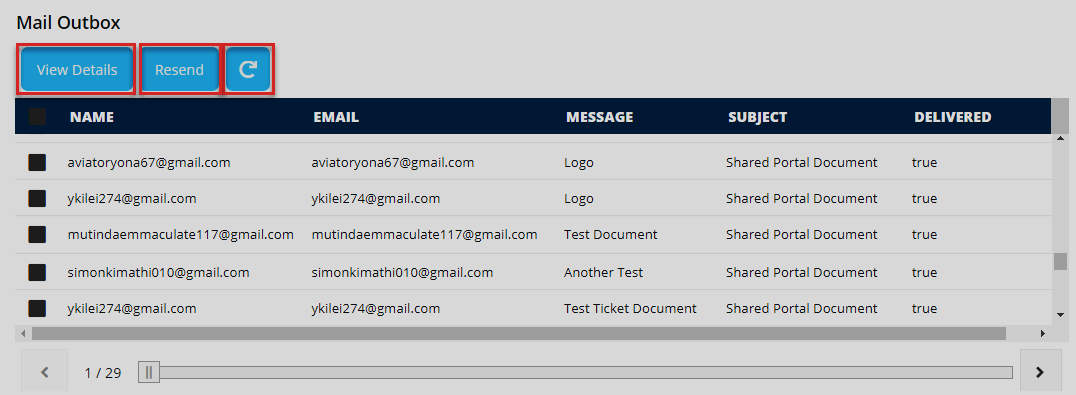 Mail Outbox
View Details Resend
NAME EMAIL MESSAGE SUBJECT DELIVERED
aviatoryona67@gmail.com aviatoryona67@gmail.com Logo Shared Portal Document true
ykilei274@gmail.com ykilei274@gmail.com Logo Shared Portal Document true
mutindaemmaculate117@gmail.com mutindaemmaculate117@gmail.com Test Document Shared Portal Document true
simonkimathi010@gmail.com simonkimathi010@gmail.com Another Test Shared Portal Document true
ykilei274@gmail.com ykilei274@gmail.com Test Ticket Document Shared Portal Document true
1 / 29